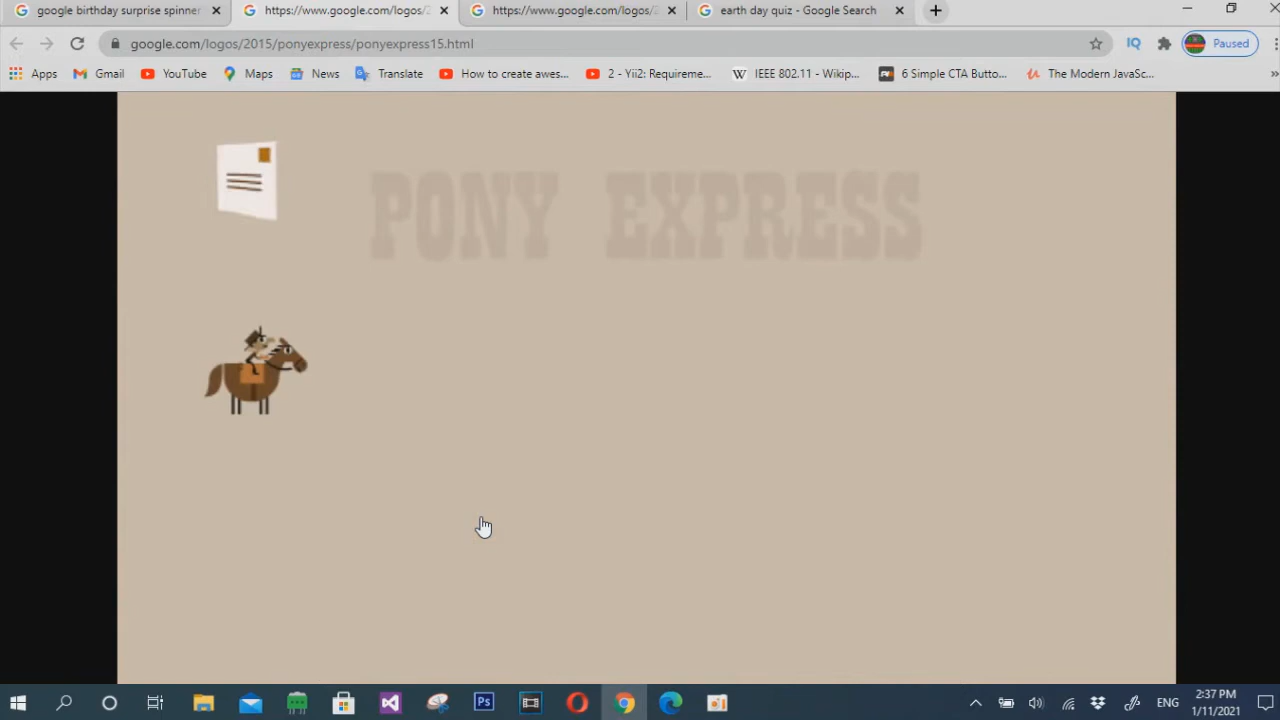 google birthday surprise spinner
https://www.google.com/logos/2
https://www.google.com/logos/2
earth day quiz - Google Search
google.com/logos/2015/ponyexpress/ponyexpress15.html
Paused
Apps
Gmail
YouTube
Maps
News
Translate
How to create awes...
2 - Yii2: Requireme...
IEEE 802.11 - Wikip...
6 Simple CTA Butto...
The Modern JavaSc...
PONY EXPRESS
ENG
2:37 PM
1/11/2021